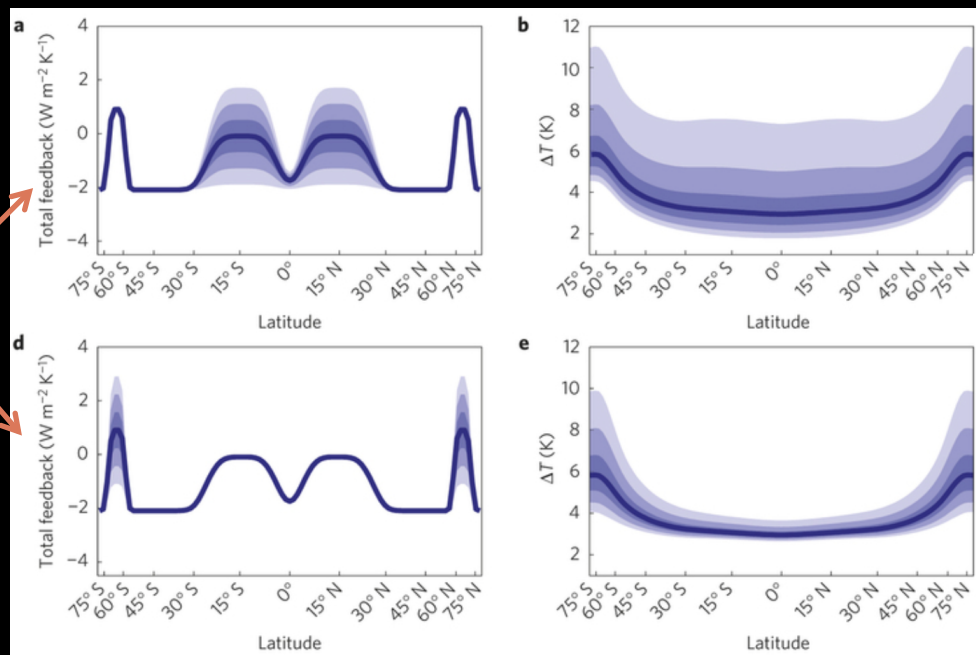 a
Total feedback (W m−2 K−1)
4
2
0
−2
−4
75° S
60° S
45° S
30° S
15° S
0°
15° N
30° N
45° N
60° N
75° N
Latitude
b
ΔT (K)
12
10
8
6
4
2
75° S
60° S
45° S
30° S
15° S
0°
15° N
30° N
45° N
60° N
75° N
Latitude
d
Total feedback (W m−2 K−1)
4
2
0
−2
−4
75° S
60° S
45° S
30° S
15° S
0°
15° N
30° N
45° N
60° N
75° N
Latitude
e
ΔT (K)
12
10
8
6
4
2
75° S
60° S
45° S
30° S
15° S
0°
15° N
30° N
45° N
60° N
75° N
Latitude